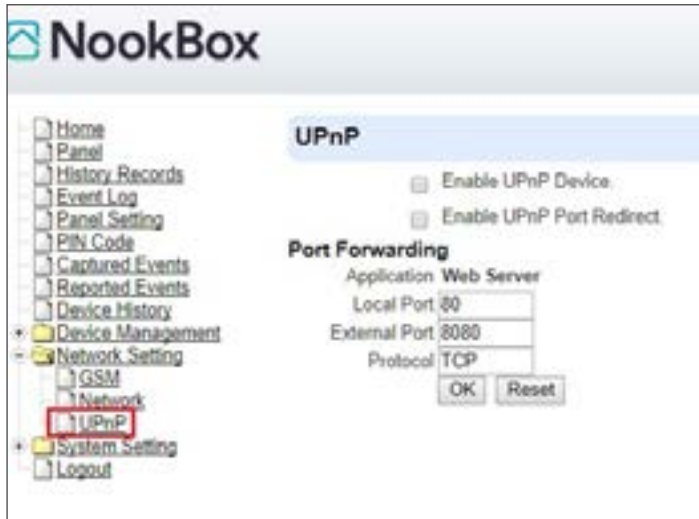 NookBox
Home
Panel
History Records
Event Log
Panel Setting
PIN Code
Captured Events
Reported Events
Device History
Device Management
Network Setting
GSM
Network
UPnP
System Setting
Logout
UPnP
Enable UPnP Device.
Enable UPnP Port Redirect.
Port Forwarding
Application Web Server
Local Port 80
External Port 8080
Protocol TCP
OK Reset